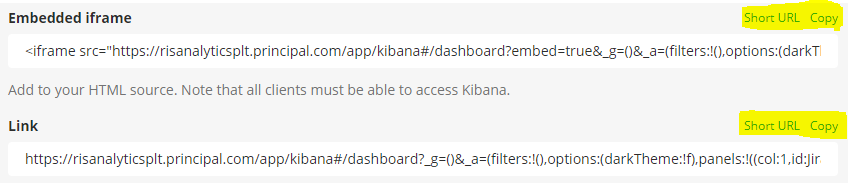 Embedded iframe Short URL Copy
<iframe src="https://risanalyticsplt.principal.com/app/kibana#/dashboard?embed=true&_g=()&_a=(filters:!(),options:(darkT
Add to your HTML source. Note that all clients must be able to access Kibana.
Link Short URL Copy
https://risanalyticsplt.principal.com/app/kibana#/dashboard?_g=()&_a=(filters:!(),options:(darkTheme:!f),panels:!((col:1,id:Jira